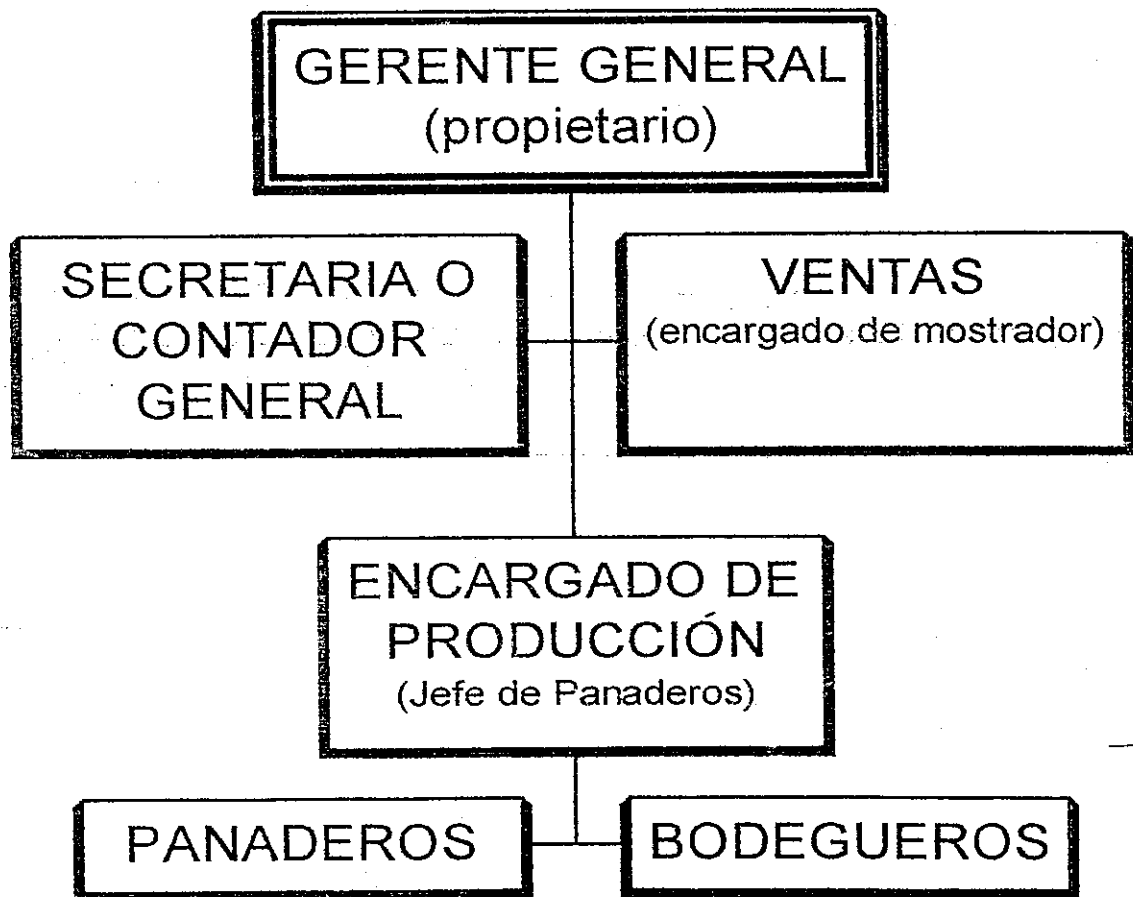 GERENTE GENERAL
(propietario)
SECRETARIA O
CONTADOR
GENERAL
VENTAS
(encargado de mostrador)
ENCARGADO DE
PRODUCCIÓN
(Jefe de Panaderos)
PANADEROS
BODEGUEROS